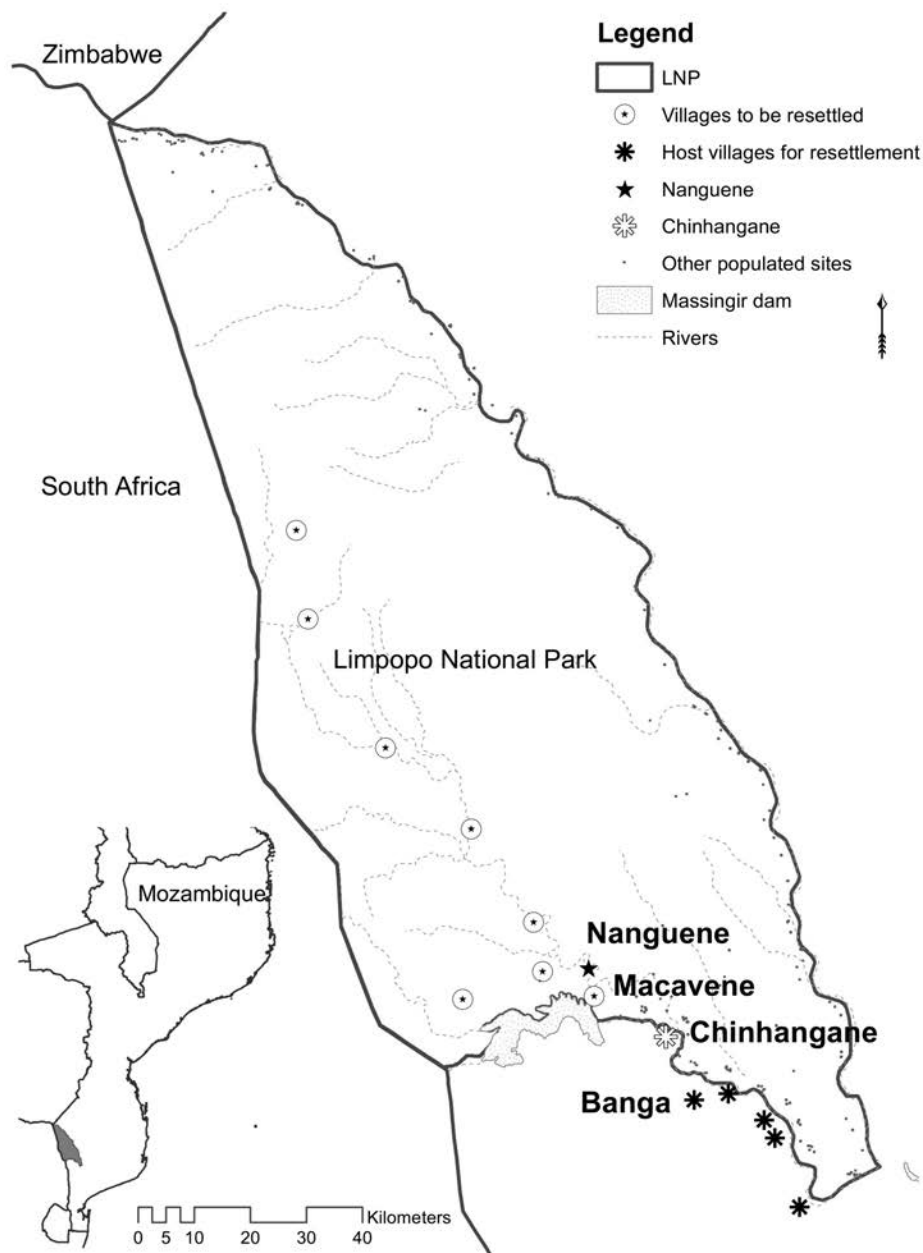 Zimbabwe
Legend
LNP
Villages to be resettled
Host villages for resettlement
Nanguene
Chinhangane
Other populated sites
Massingir dam
Rivers
South Africa
Limpopo National Park
Mozambique
Nanguene
Macavene
Chinhangane
Banga
Kilometers
0 5 10 20 30 40